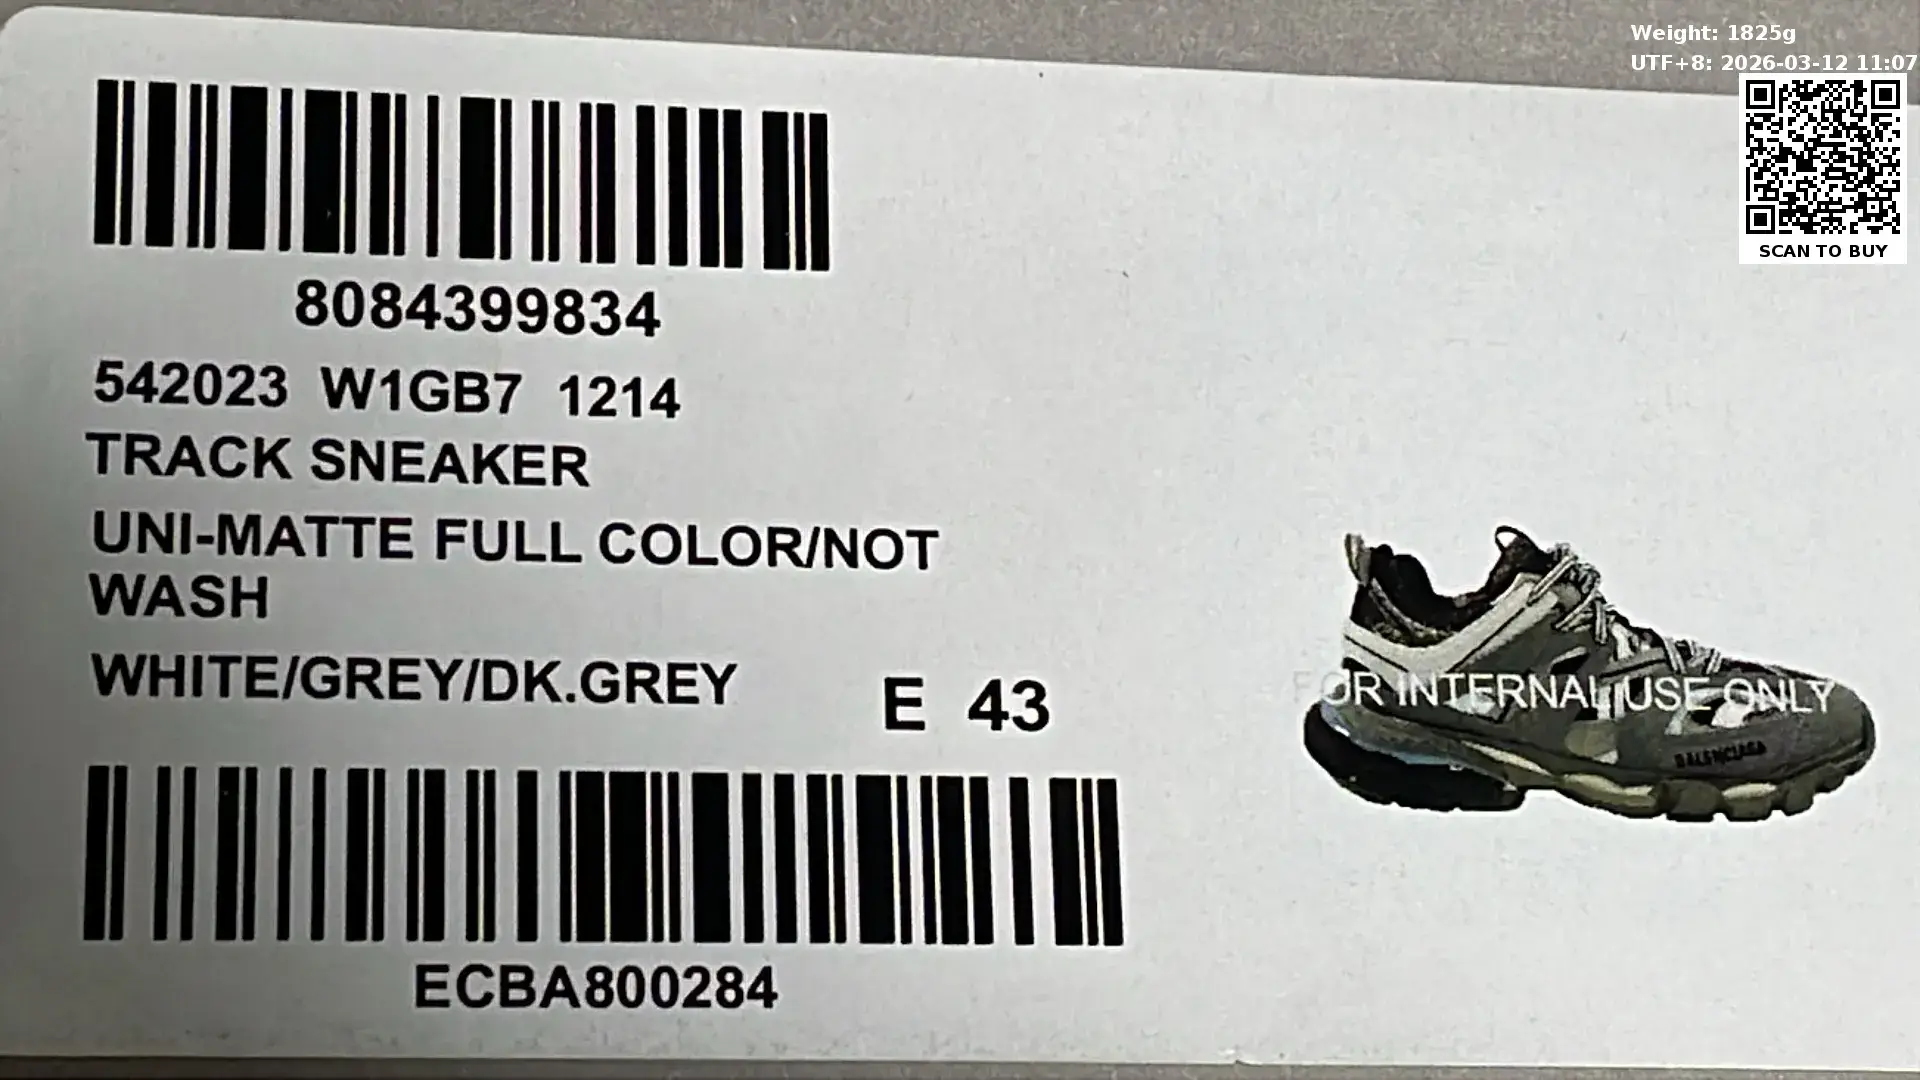 Weight: 1825g
UTF+8: 2026-03-12 11:07
SCAN TO BUY
8084399834
542023 W1GB7 1214
TRACK SNEAKER
UNI-MATTE FULL COLOR/NOT
WASH
WHITE/GREY/DK.GREY
E 43
FOR INTERNAL USE ONLY
BALENCIAGA
ECBA800284